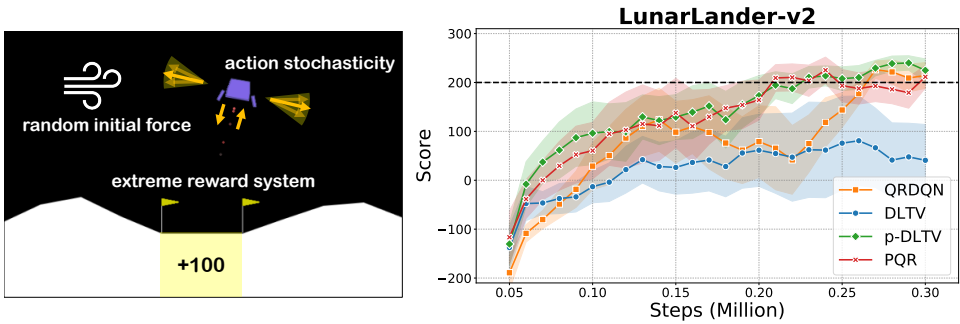 action stochasticity
random initial force
extreme reward system
+100
LunarLander-v2
Score
300
200
100
0
−100
−200
0.05
0.10
0.15
0.20
0.25
0.30
Steps (Million)
QRDQN
DLTV
p-DLTV
PQR